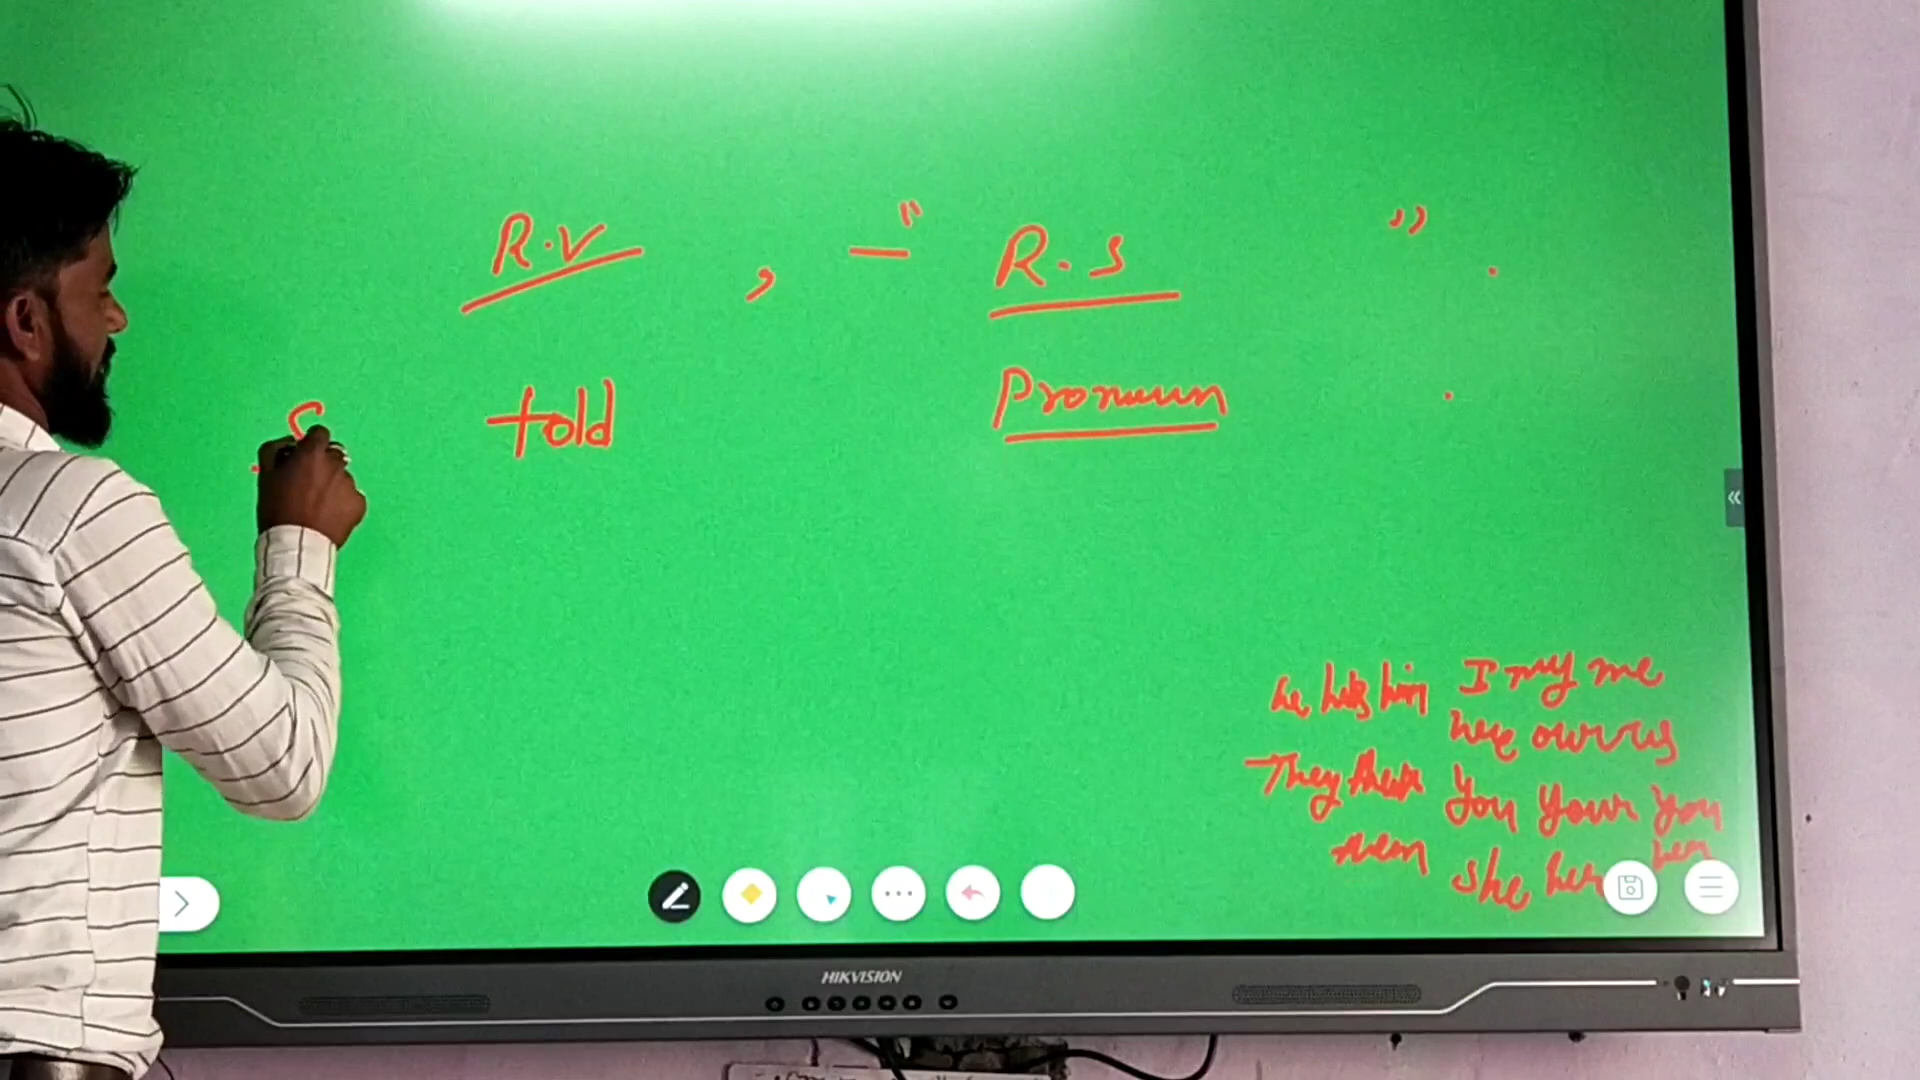 R.V , — " R.S " .
S told Pronoun .
he his him I my me
we our us
They their You Your You
them she her her
HIKVISION